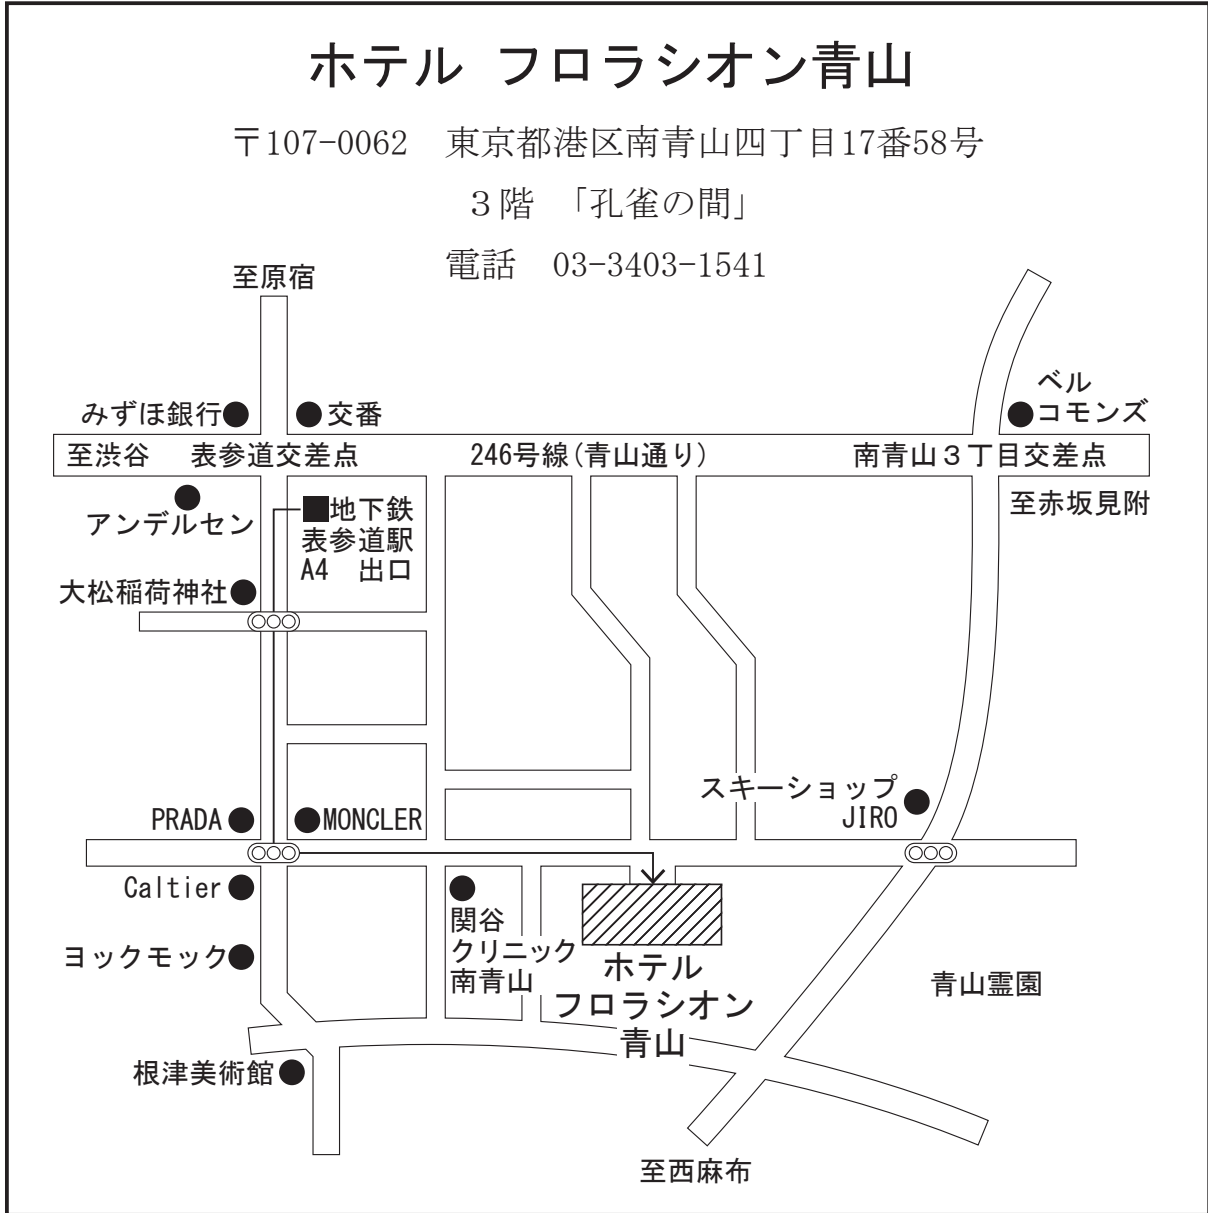 ホテル フロラシオン青山
〒107-0062　東京都港区南青山四丁目17番58号
３階　「孔雀の間」
電話　03-3403-1541
至原宿
みずほ銀行
交番
ベル
コモンズ
至渋谷
表参道交差点
246号線(青山通り)
南青山３丁目交差点
至赤坂見附
アンデルセン
地下鉄
表参道駅
A4　出口
大松稲荷神社
スキーショップ
JIRO
PRADA
MONCLER
Caltier
関谷
クリニック
南青山
ヨックモック
ホテル
フロラシオン
青山
青山霊園
根津美術館
至西麻布